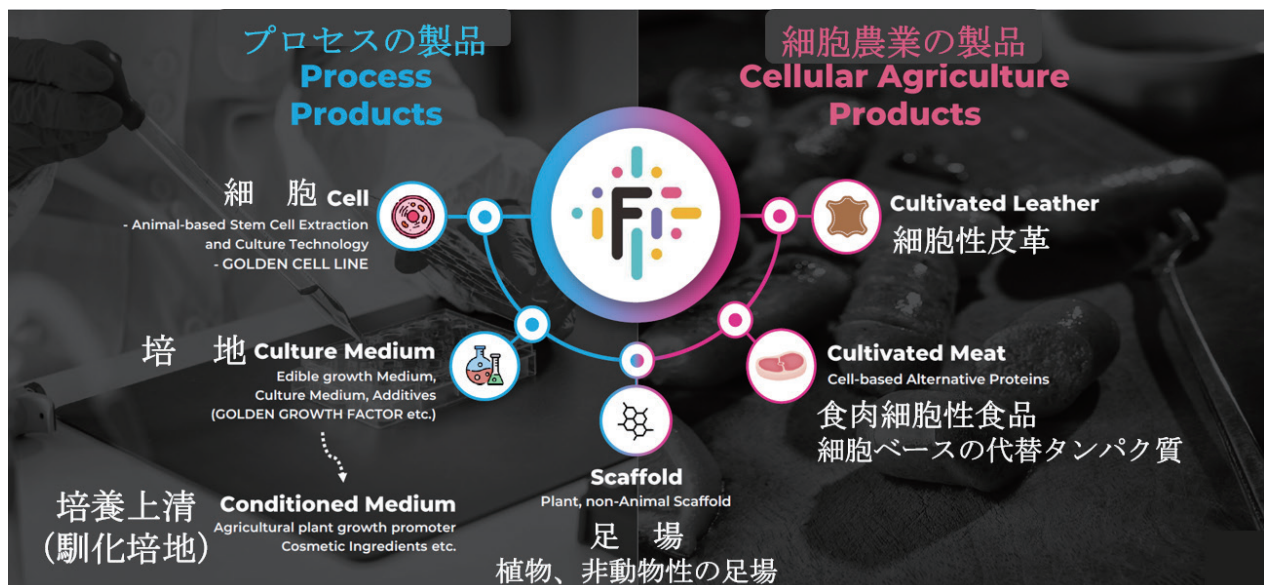 プロセスの製品
Process
Products
細胞農業の製品
Cellular Agriculture
Products
細 胞 Cell
- Animal-based Stem Cell Extraction
and Culture Technology
- GOLDEN CELL LINE
培 地 Culture Medium
Edible growth Medium,
Culture Medium, Additives
(GOLDEN GROWTH FACTOR etc.)
培養上清
(馴化培地)
Conditioned Medium
Agricultural plant growth promoter
Cosmetic Ingredients etc.
F
Scaffold
Plant, non-Animal Scaffold
足 場
植物、非動物性の足場
Cultivated Leather
細胞性皮革
Cultivated Meat
Cell-based Alternative Proteins
食肉細胞性食品
細胞ベースの代替タンパク質